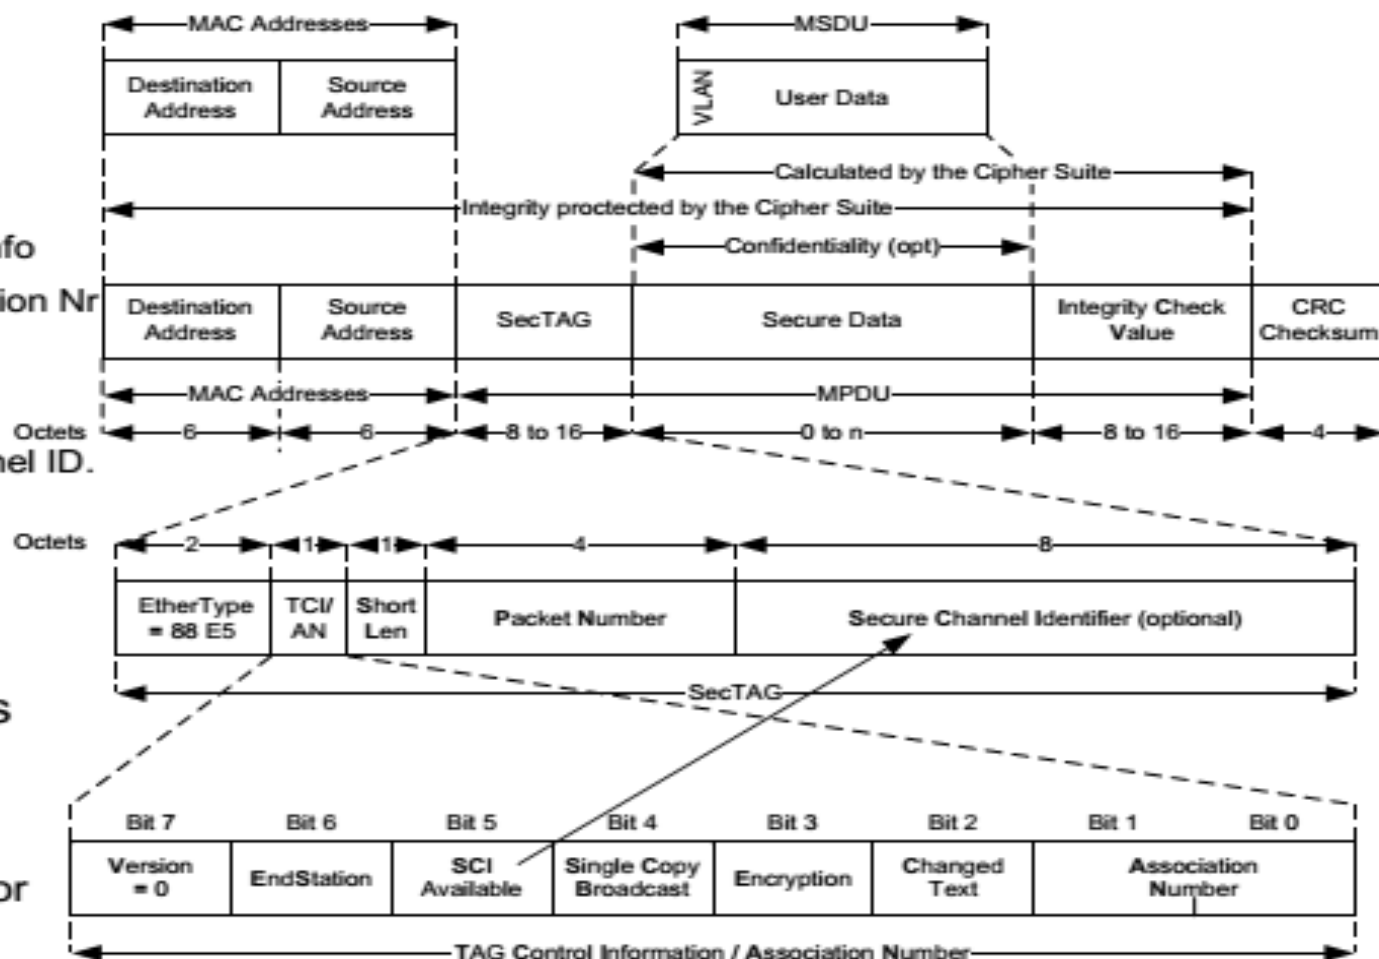 MAC Addresses
MSDU
Destination Address
Source Address
VLAN
User Data
Calculated by the Cipher Suite
Integrity proctected by the Cipher Suite
Confidentiality (opt)
nfo
ion Nr
Destination Address
Source Address
SecTAG
Secure Data
Integrity Check Value
CRC Checksum
MAC Addresses
MPDU
Octets 6 6 8 to 16 0 to n 8 to 16 4
nel ID.
Octets 2 1 1 4 8
EtherType = 88 E5
TCI/ AN
Short Len
Packet Number
Secure Channel Identifier (optional)
SecTAG
s
Bit 7 Bit 6 Bit 5 Bit 4 Bit 3 Bit 2 Bit 1 Bit 0
Version = 0
EndStation
SCI Available
Single Copy Broadcast
Encryption
Changed Text
Association Number
or
TAG Control Information / Association Number